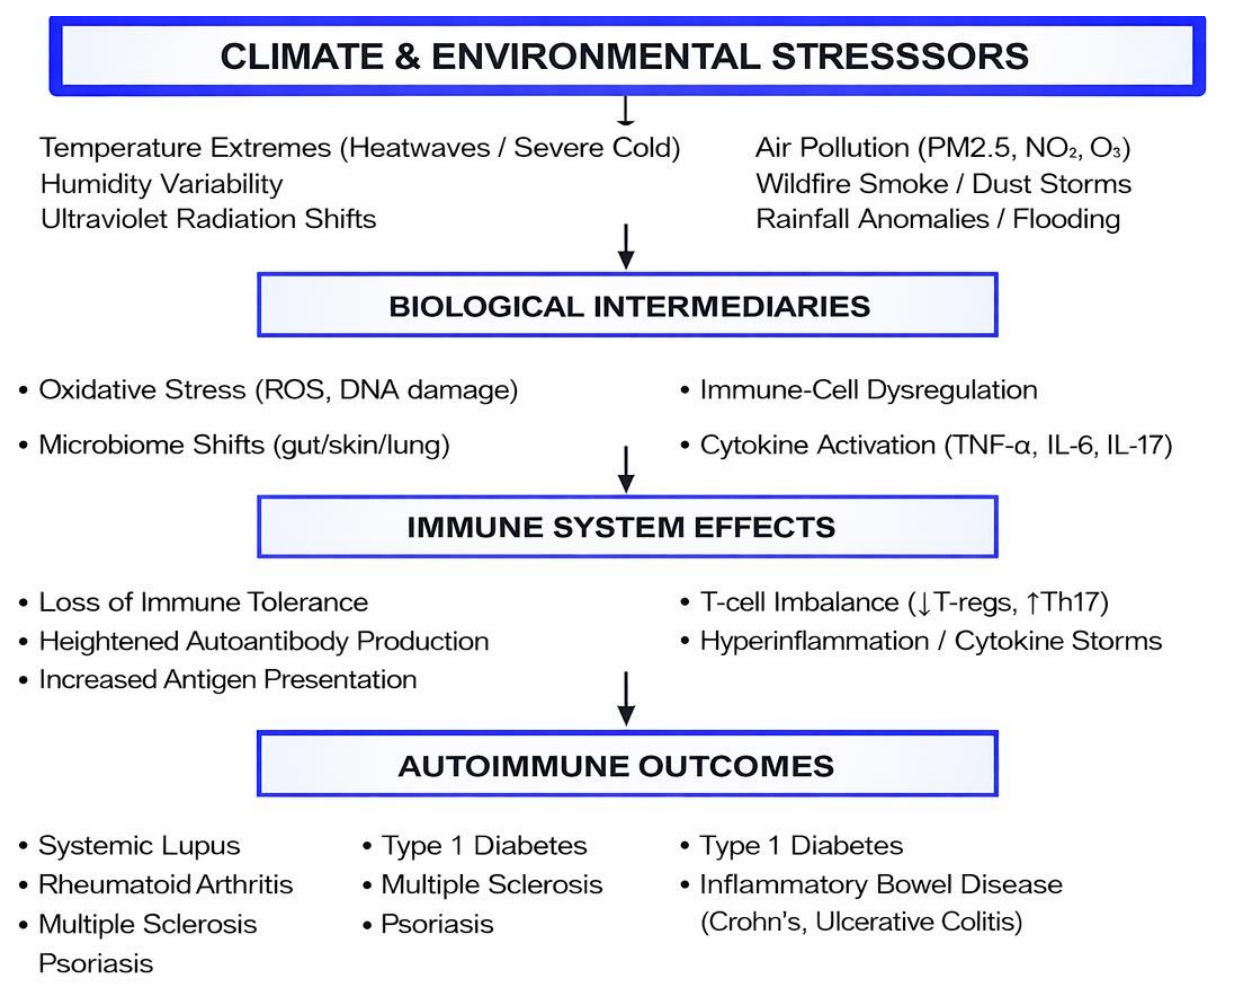 CLIMATE & ENVIRONMENTAL STRESSSORS
Temperature Extremes (Heatwaves / Severe Cold)
Humidity Variability
Ultraviolet Radiation Shifts
Air Pollution (PM2.5, NO₂, O₃)
Wildfire Smoke / Dust Storms
Rainfall Anomalies / Flooding
BIOLOGICAL INTERMEDIARIES
• Oxidative Stress (ROS, DNA damage)
• Microbiome Shifts (gut/skin/lung)
• Immune-Cell Dysregulation
• Cytokine Activation (TNF-α, IL-6, IL-17)
IMMUNE SYSTEM EFFECTS
• Loss of Immune Tolerance
• Heightened Autoantibody Production
• Increased Antigen Presentation
• T-cell Imbalance (↓T-regs, ↑Th17)
• Hyperinflammation / Cytokine Storms
AUTOIMMUNE OUTCOMES
• Systemic Lupus
• Rheumatoid Arthritis
• Multiple Sclerosis
Psoriasis
• Type 1 Diabetes
• Multiple Sclerosis
• Psoriasis
• Type 1 Diabetes
• Inflammatory Bowel Disease
(Crohn's, Ulcerative Colitis)